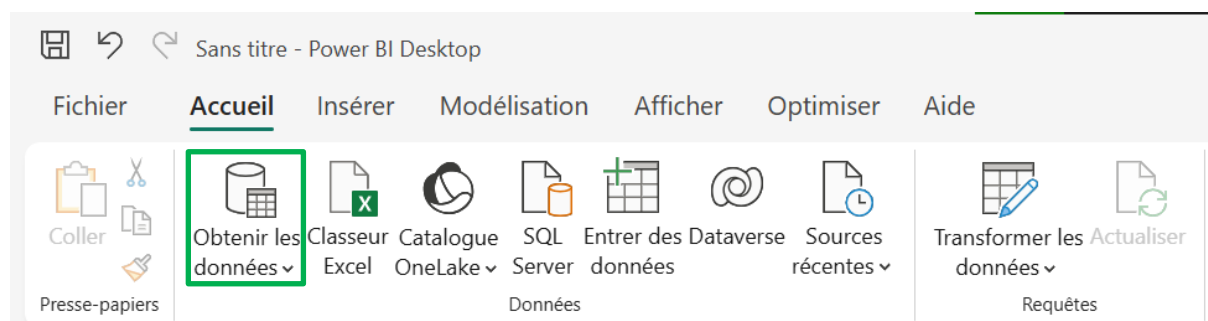 Sans titre - Power BI Desktop
Fichier Accueil Insérer Modélisation Afficher Optimiser Aide
Coller Obtenir les Classeur Catalogue SQL Entrer des Dataverse Sources Transformer les Actualiser
données Excel OneLake Server données récentes données
Presse-papiers Données Requêtes